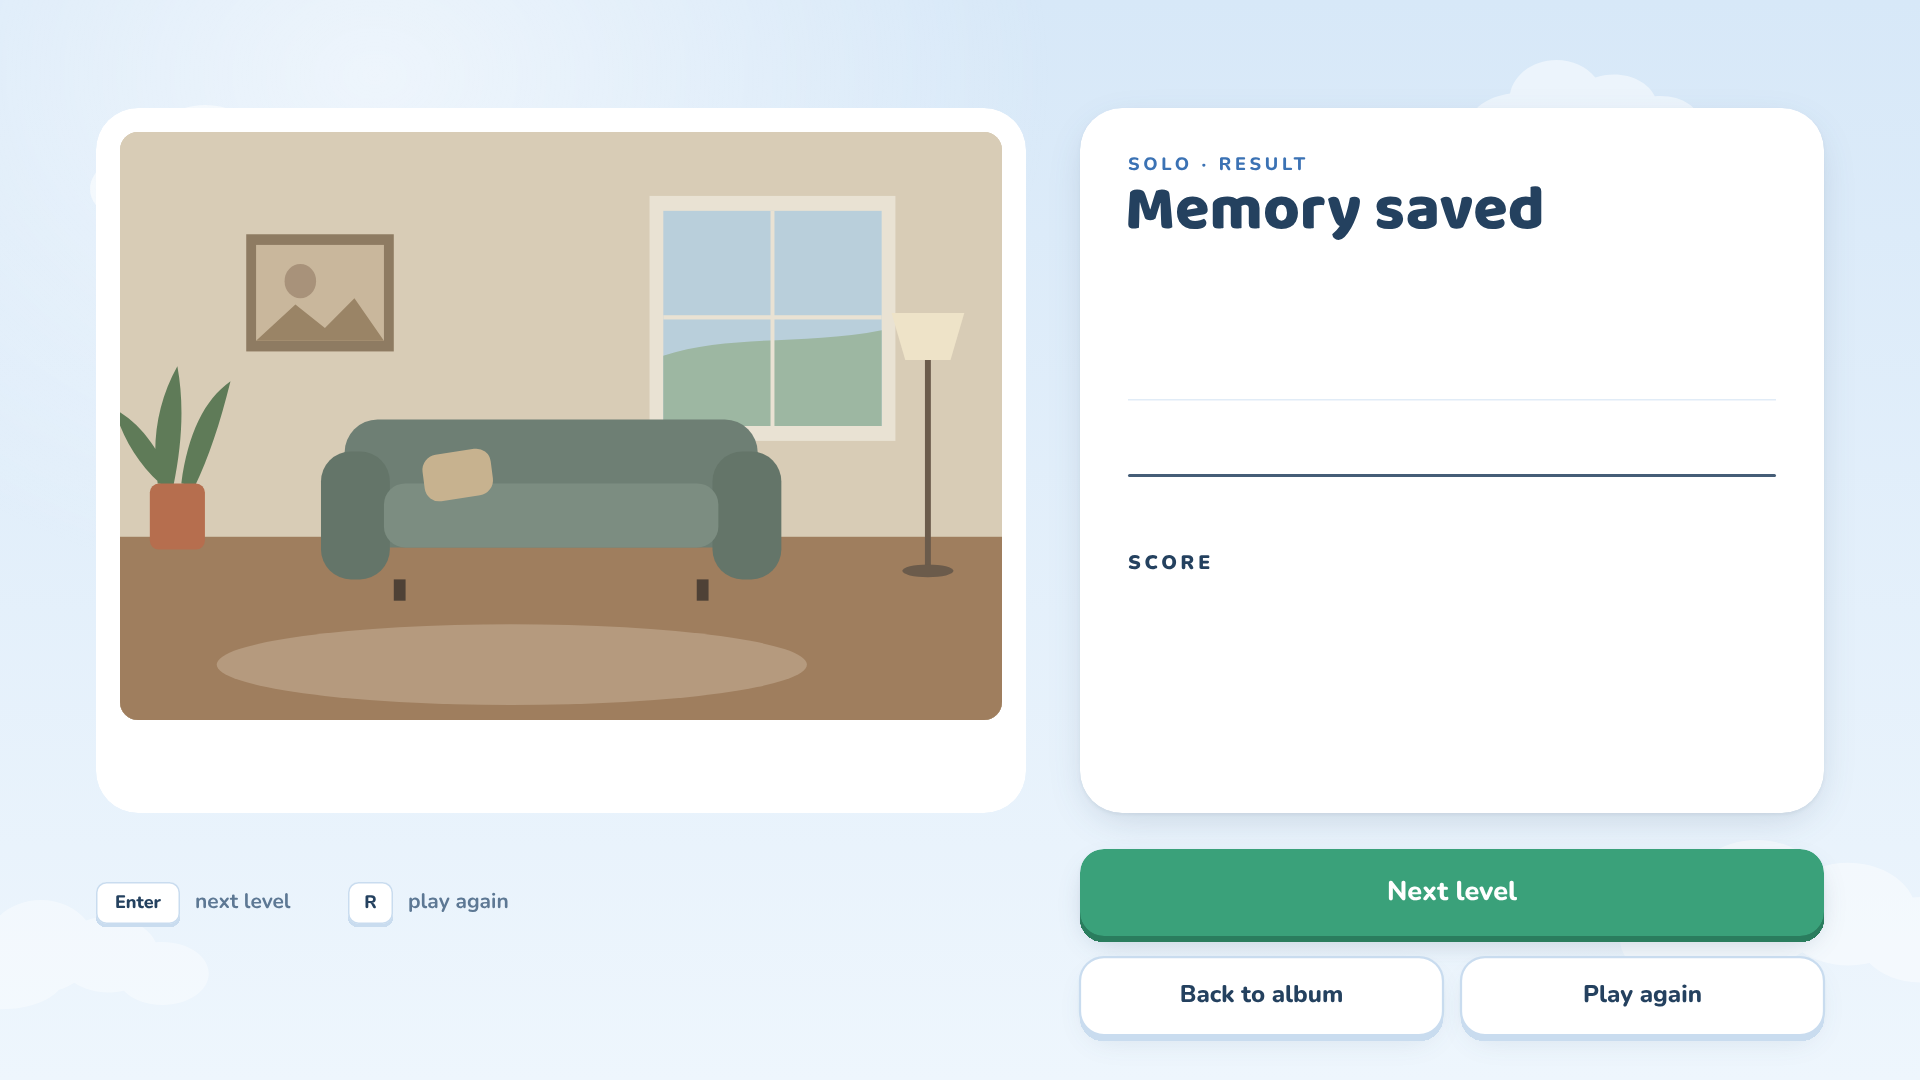 SOLO · RESULT
Memory saved
SCORE
Enter next level R play again
Next level
Back to album Play again